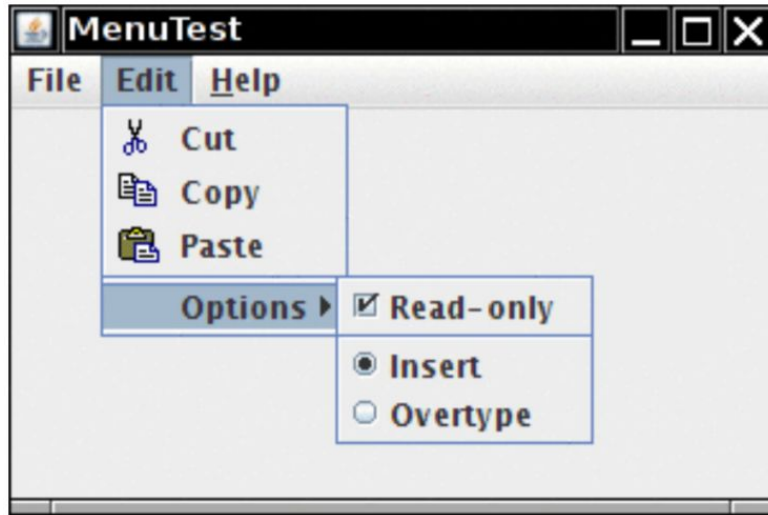 MenuTest
File Edit Help
Cut
Copy
Paste
Options
Read-only
Insert
Overtype